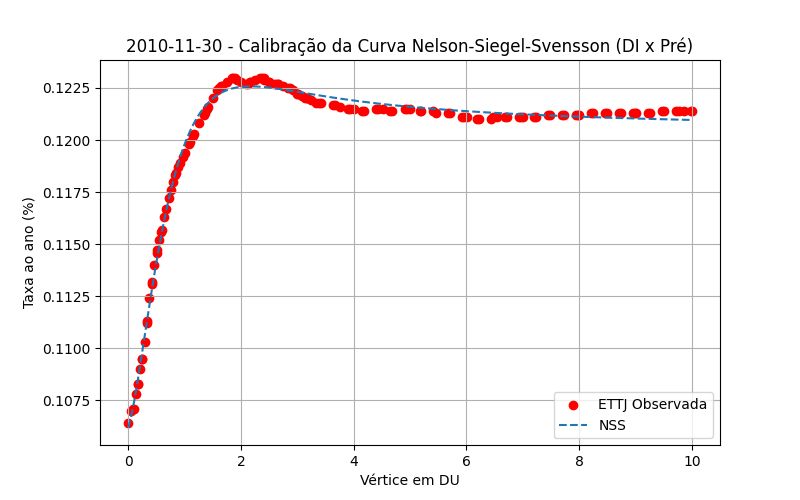 2010-11-30 - Calibração da Curva Nelson-Siegel-Svensson (DI x Pré)
Taxa ao ano (%)
0.1225
0.1200
0.1175
0.1150
0.1125
0.1100
0.1075
ETTJ Observada
NSS
0 2 4 6 8 10
Vértice em DU